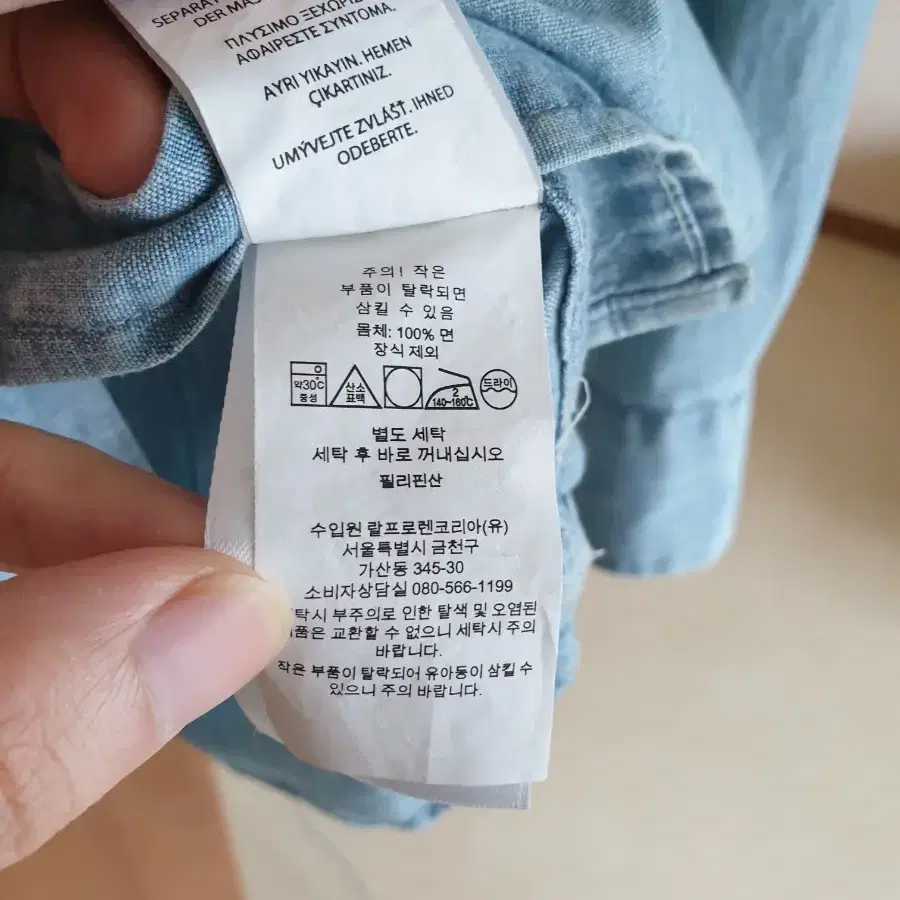 SEPARAT
DER MAS
ΠΛΥΣΙΜΟ ΞΕΧΩΡΙΣ
ΑΦΑΙΡΕΣΤΕ ΣΥΝΤΟΜΑ.
AYRI YIKAYIN. HEMEN
ÇIKARTINIZ.
UMÝVEJTE ZVLÁŠŤ. IHNED
ODEBERTE.
주의! 작은
부품이 탈락되면
삼킬 수 있음
몸체: 100% 면
장식 제외
약30℃
중성
산소
표백
2
140~160℃
드라이
별도 세탁
세탁 후 바로 꺼내십시오
필리핀산
수입원 랄프로렌코리아(유)
서울특별시 금천구
가산동 345-30
소비자상담실 080-566-1199
탁시 부주의로 인한 탈색 및 오염된
품은 교환할 수 없으니 세탁시 주의
바랍니다.
작은 부품이 탈락되어 유아동이 삼킬 수
있으니 주의 바랍니다.